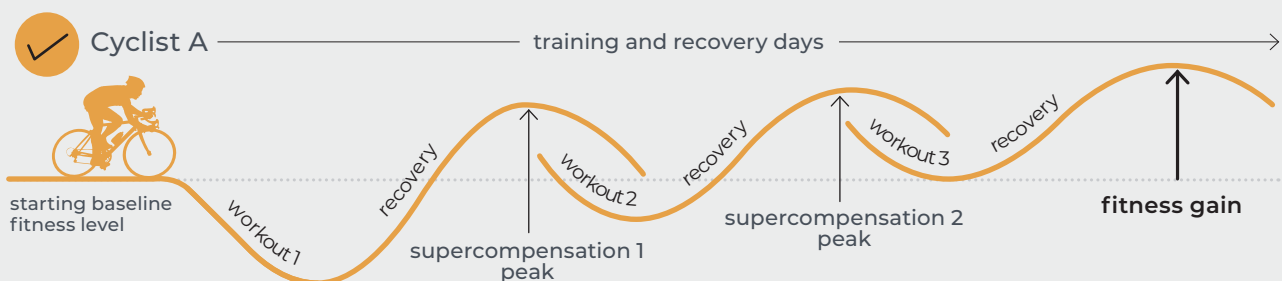 Cyclist A
training and recovery days
starting baseline
fitness level
workout 1
recovery
supercompensation 1
peak
workout 2
recovery
supercompensation 2
peak
workout 3
recovery
fitness gain